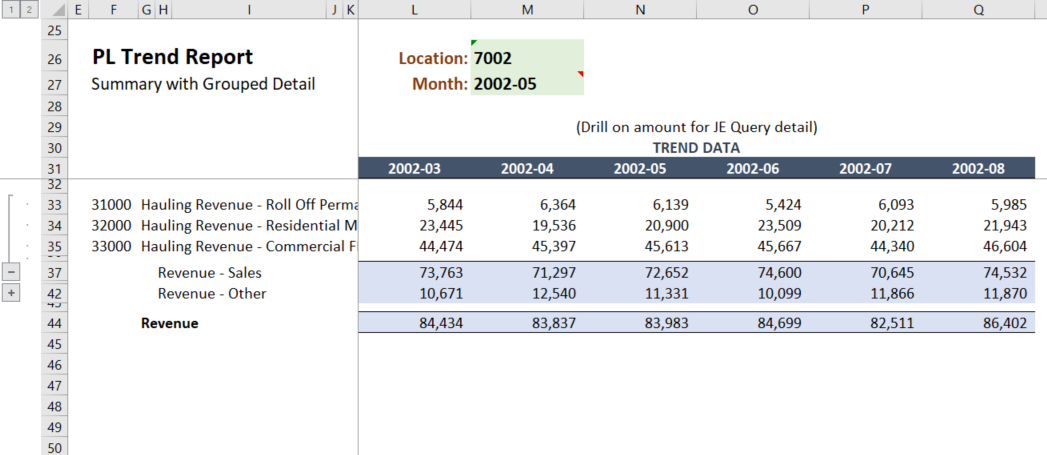 1 2 E F G H I J K L M N O P Q
25
26 PL Trend Report Location: 7002
27 Summary with Grouped Detail Month: 2002-05
28
29 (Drill on amount for JE Query detail)
30 TREND DATA
31 2002-03 2002-04 2002-05 2002-06 2002-07 2002-08
32
33 31000 Hauling Revenue - Roll Off Perma 5,844 6,364 6,139 5,424 6,093 5,985
34 32000 Hauling Revenue - Residential M 23,445 19,536 20,900 23,509 20,212 21,943
35 33000 Hauling Revenue - Commercial F 44,474 45,397 45,613 45,667 44,340 46,604
37 Revenue - Sales 73,763 71,297 72,652 74,600 70,645 74,532
42 Revenue - Other 10,671 12,540 11,331 10,099 11,866 11,870
43
44 Revenue 84,434 83,837 83,983 84,699 82,511 86,402
45
46
47
48
49
50